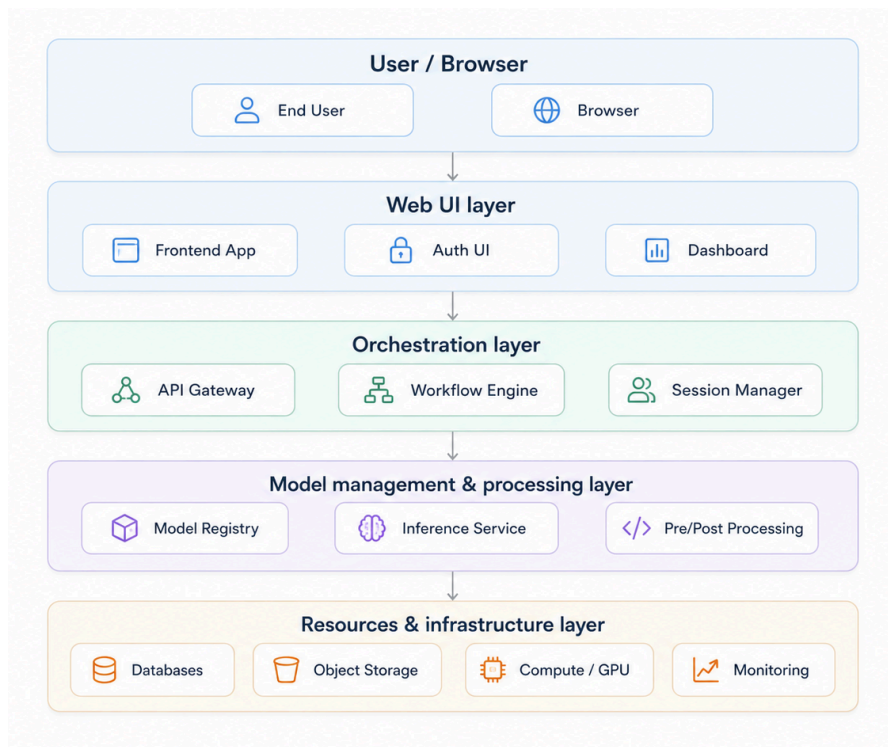 User / Browser
End User
Browser
Web UI layer
Frontend App
Auth UI
Dashboard
Orchestration layer
API Gateway
Workflow Engine
Session Manager
Model management & processing layer
Model Registry
Inference Service
Pre/Post Processing
Resources & infrastructure layer
Databases
Object Storage
Compute / GPU
Monitoring